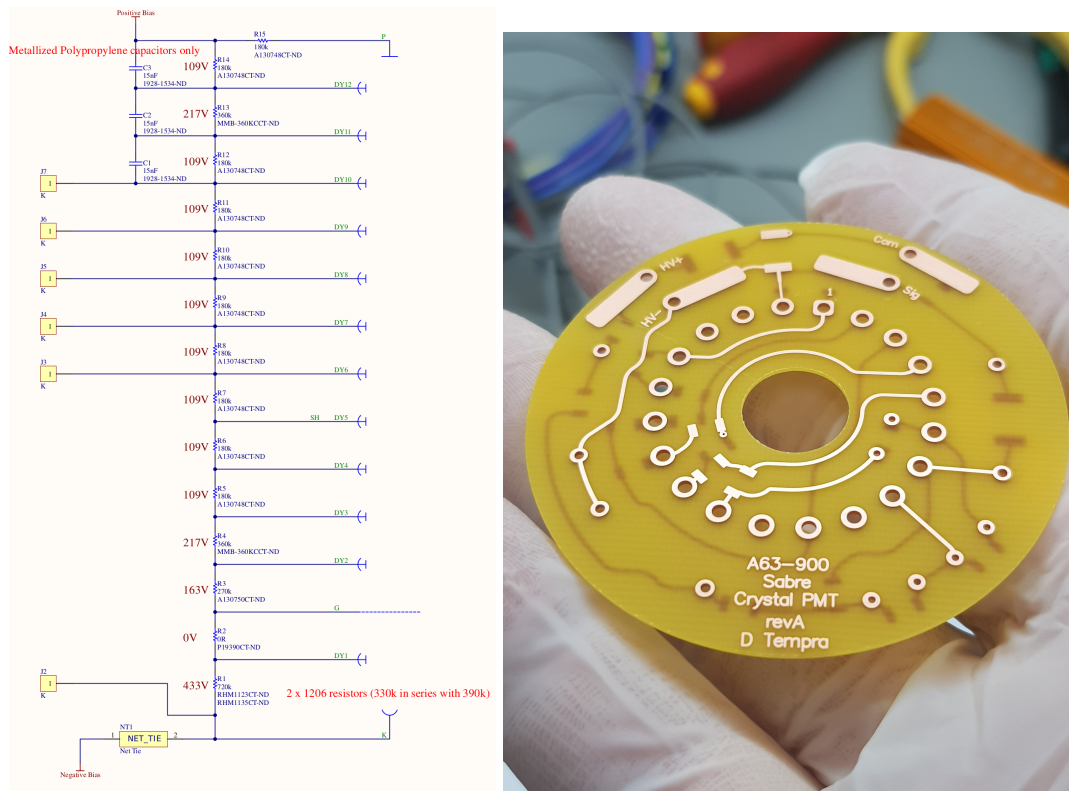 Positive Bias
Metallized Polypropylene capacitors only
R15
180k
A130748CT-ND
P
109V
R14
180k
A130748CT-ND
C3
15nF
1928-1534-ND
DY12
217V
R13
360k
MMB-360KCCT-ND
C2
15nF
1928-1534-ND
DY11
109V
R12
180k
A130748CT-ND
C1
15nF
1928-1534-ND
J7
1
K
DY10
109V
R11
180k
A130748CT-ND
J6
1
K
DY9
109V
R10
180k
A130748CT-ND
J5
1
K
DY8
109V
R9
180k
A130748CT-ND
J4
1
K
DY7
109V
R8
180k
A130748CT-ND
J3
1
K
DY6
109V
R7
180k
A130748CT-ND
SH DY5
109V
R6
180k
A130748CT-ND
DY4
109V
R5
180k
A130748CT-ND
DY3
217V
R4
360k
MMB-360KCCT-ND
DY2
163V
R3
270k
A130750CT-ND
G
0V
R2
0R
P19390CT-ND
DY1
J2
1
K
433V
R1
720k
RHM1123CT-ND
RHM1135CT-ND
2 x 1206 resistors (330k in series with 390k)
NT1
1 NET_TIE 2
Net Tie
K
Negative Bias
HV+
HV-
Com
Sig
1
A63-900
Sabre
Crystal PMT
revA
D Tempra